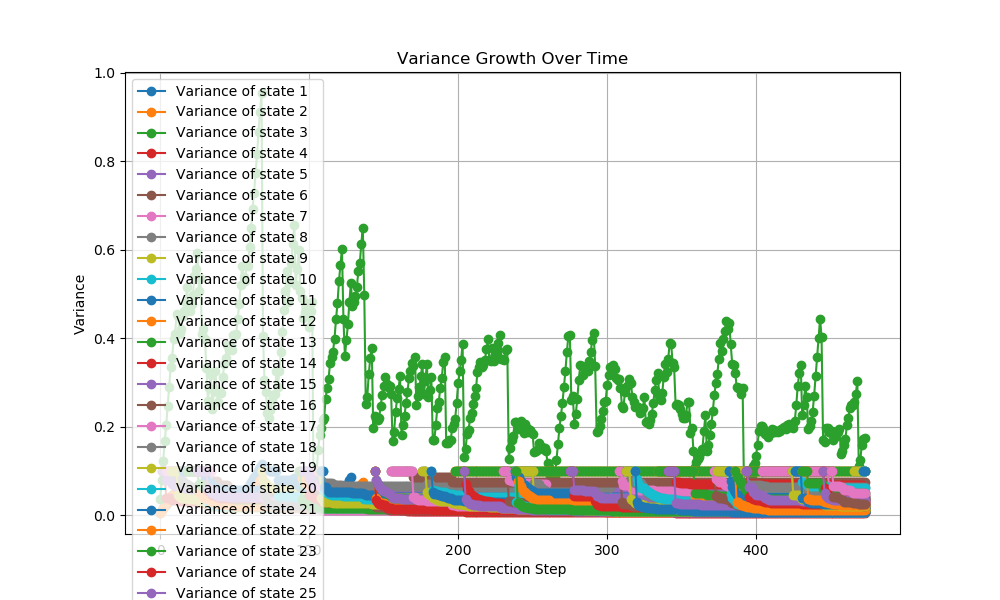 Variance Growth Over Time
1.0
0.8
0.6
0.4
0.2
0.0
Variance
Variance of state 1
Variance of state 2
Variance of state 3
Variance of state 4
Variance of state 5
Variance of state 6
Variance of state 7
Variance of state 8
Variance of state 9
Variance of state 10
Variance of state 11
Variance of state 12
Variance of state 13
Variance of state 14
Variance of state 15
Variance of state 16
Variance of state 17
Variance of state 18
Variance of state 19
Variance of state 20
Variance of state 21
Variance of state 22
Variance of state 23
Variance of state 24
Variance of state 25
0
200
300
400
Correction Step